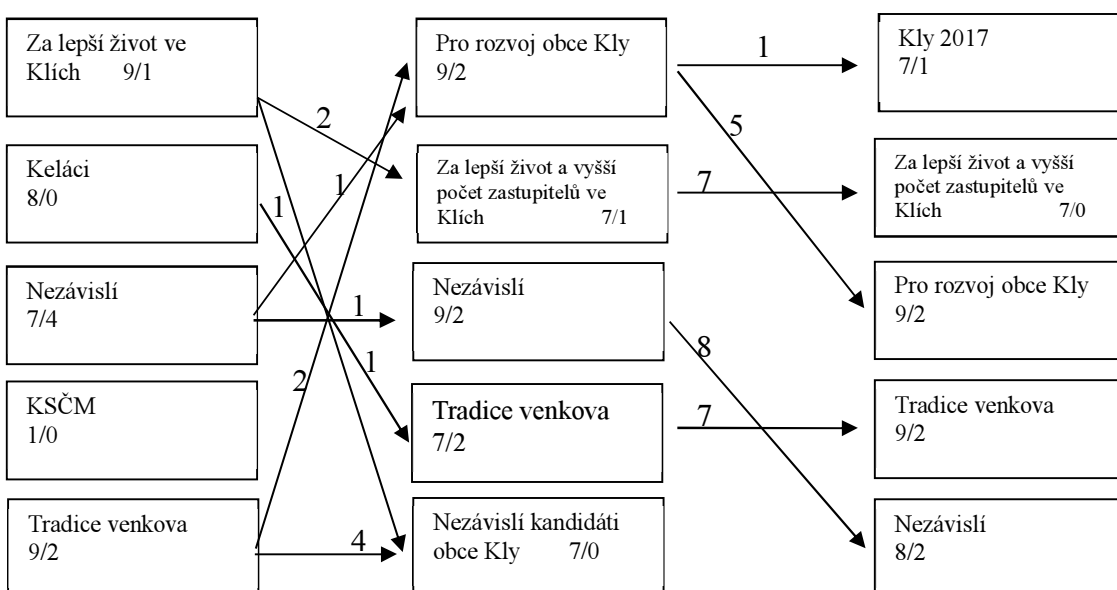 Za lepší život ve
Klích 9/1
Keláci
8/0
Nezávislí
7/4
KSČM
1/0
Tradice venkova
9/2
2
1
1
1
1
2
4
Pro rozvoj obce Kly
9/2
Za lepší život a vyšší
počet zastupitelů ve
Klích 7/1
Nezávislí
9/2
Tradice venkova
7/2
Nezávislí kandidáti
obce Kly 7/0
1
5
7
8
7
Kly 2017
7/1
Za lepší život a vyšší
počet zastupitelů ve
Klích 7/0
Pro rozvoj obce Kly
9/2
Tradice venkova
9/2
Nezávislí
8/2